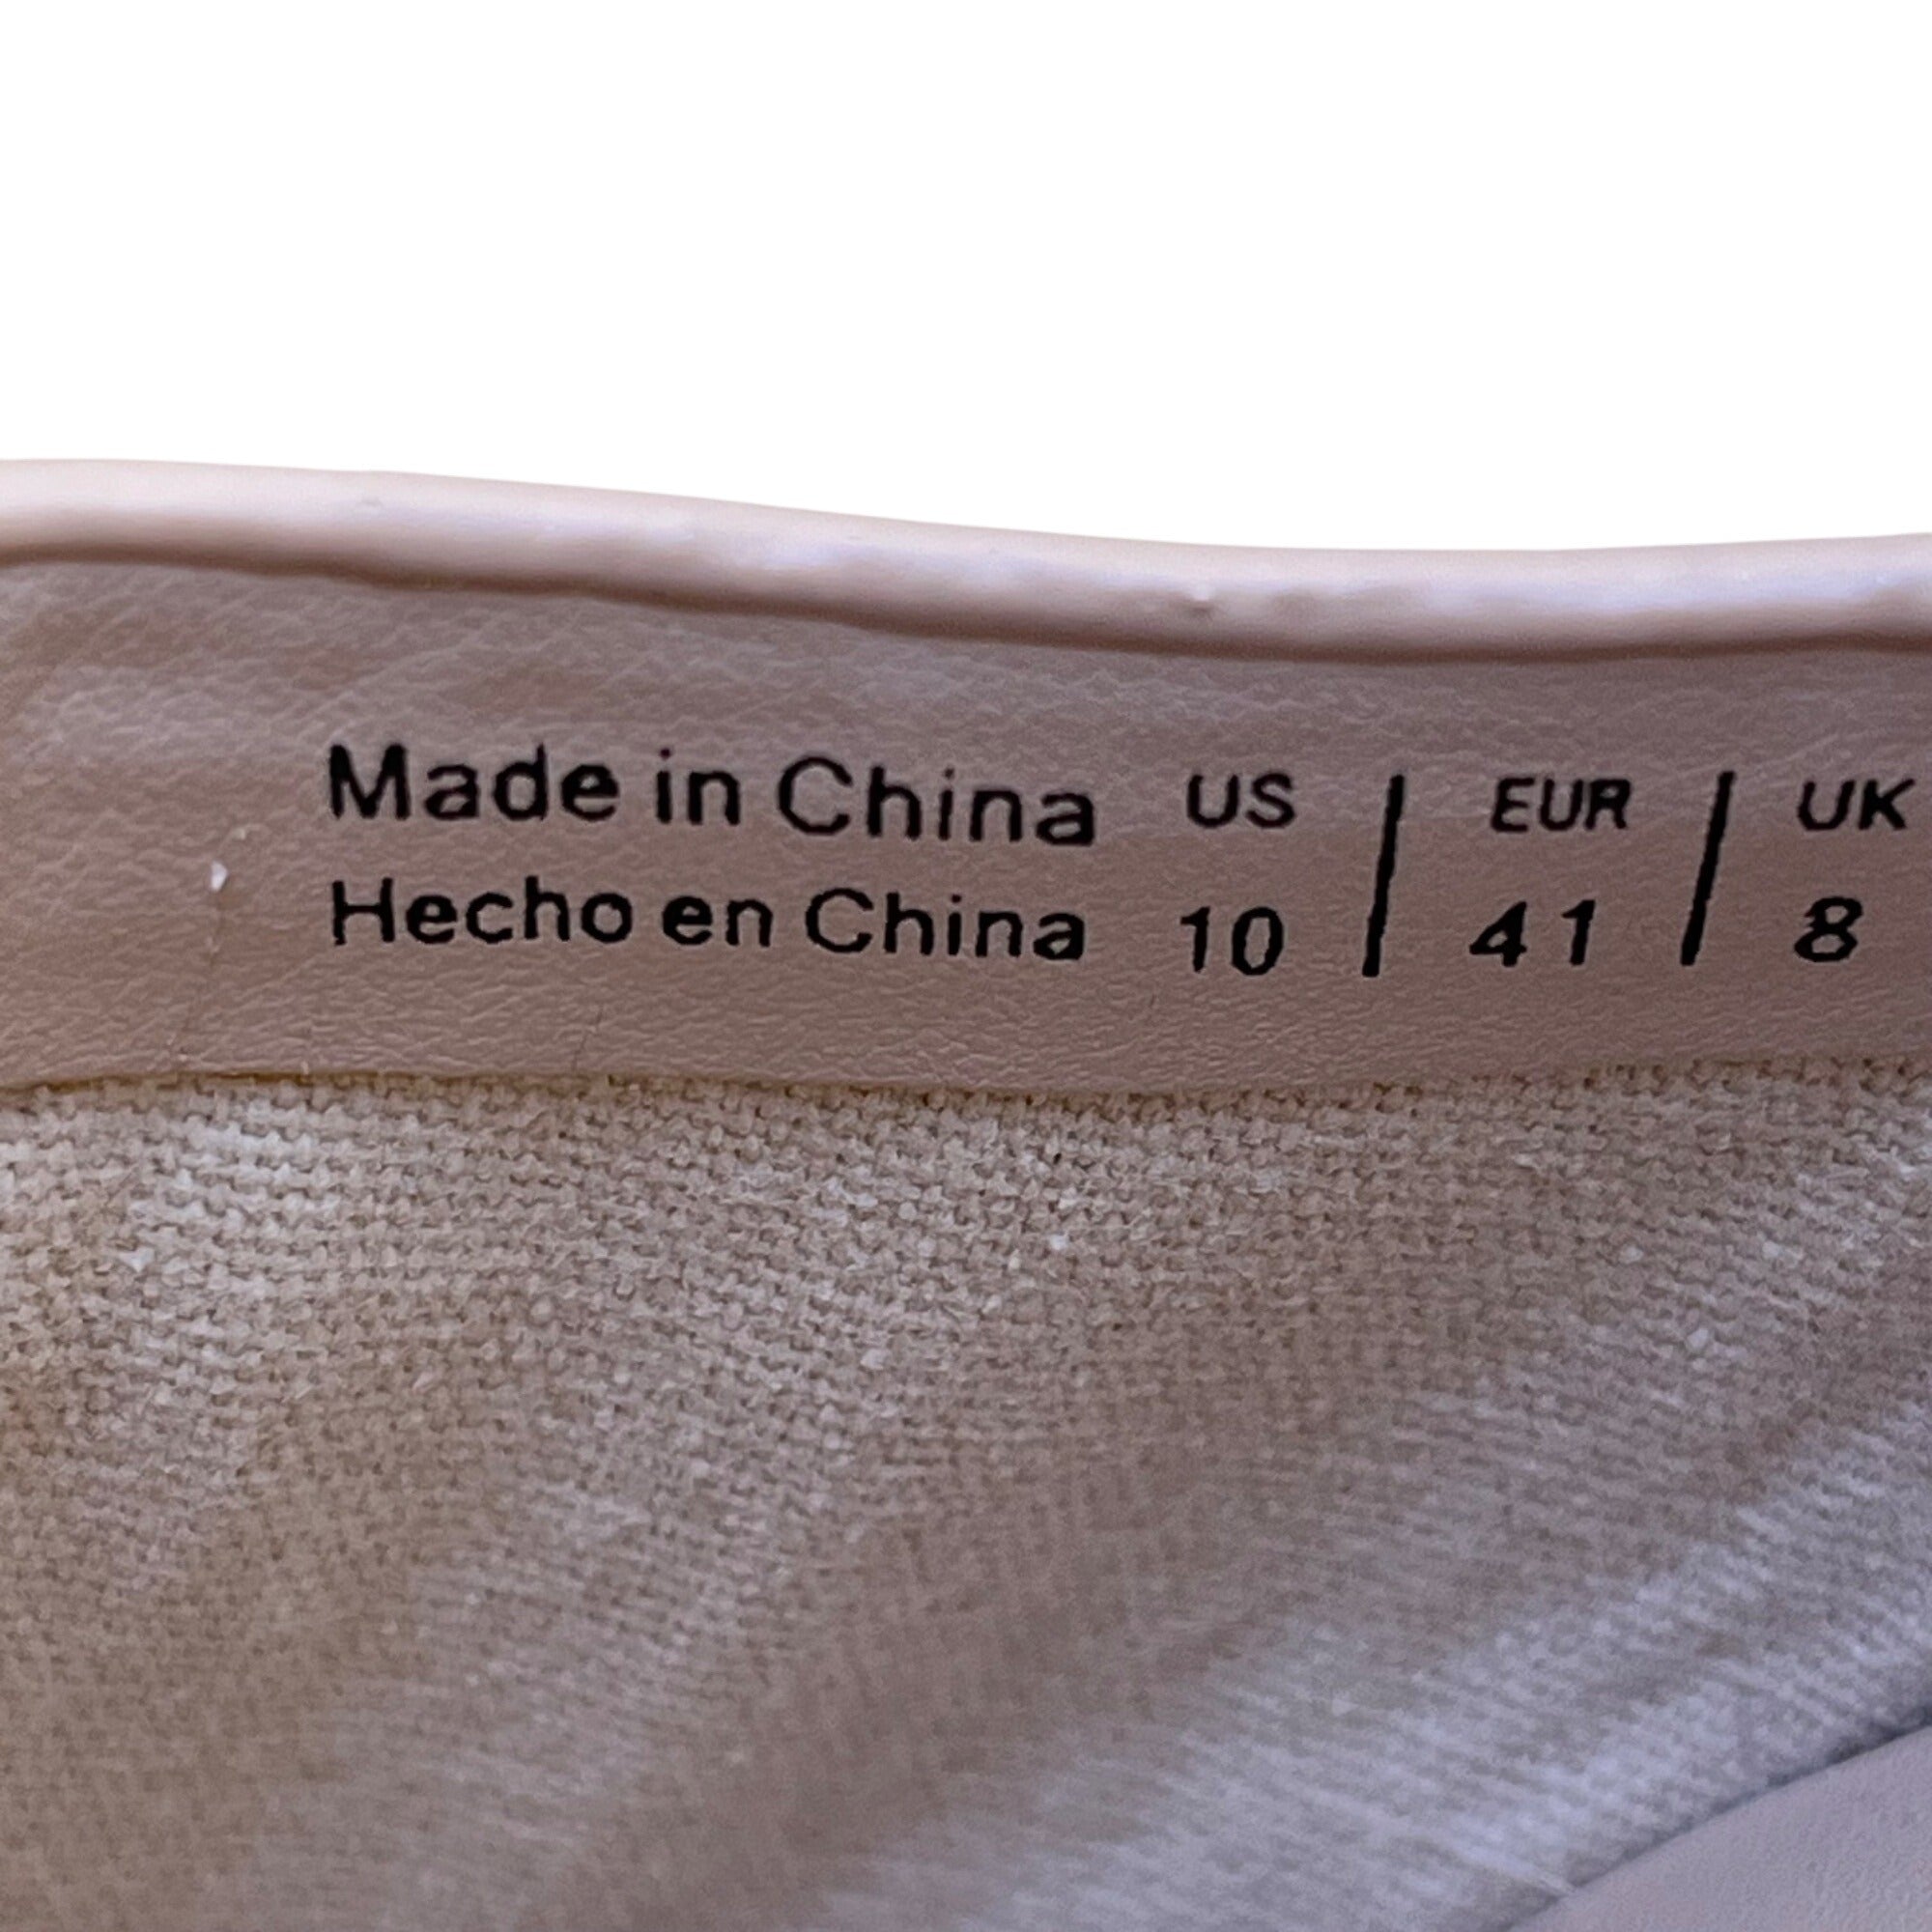 Made in China US | EUR | UK
Hecho en China 10 | 41 | 8